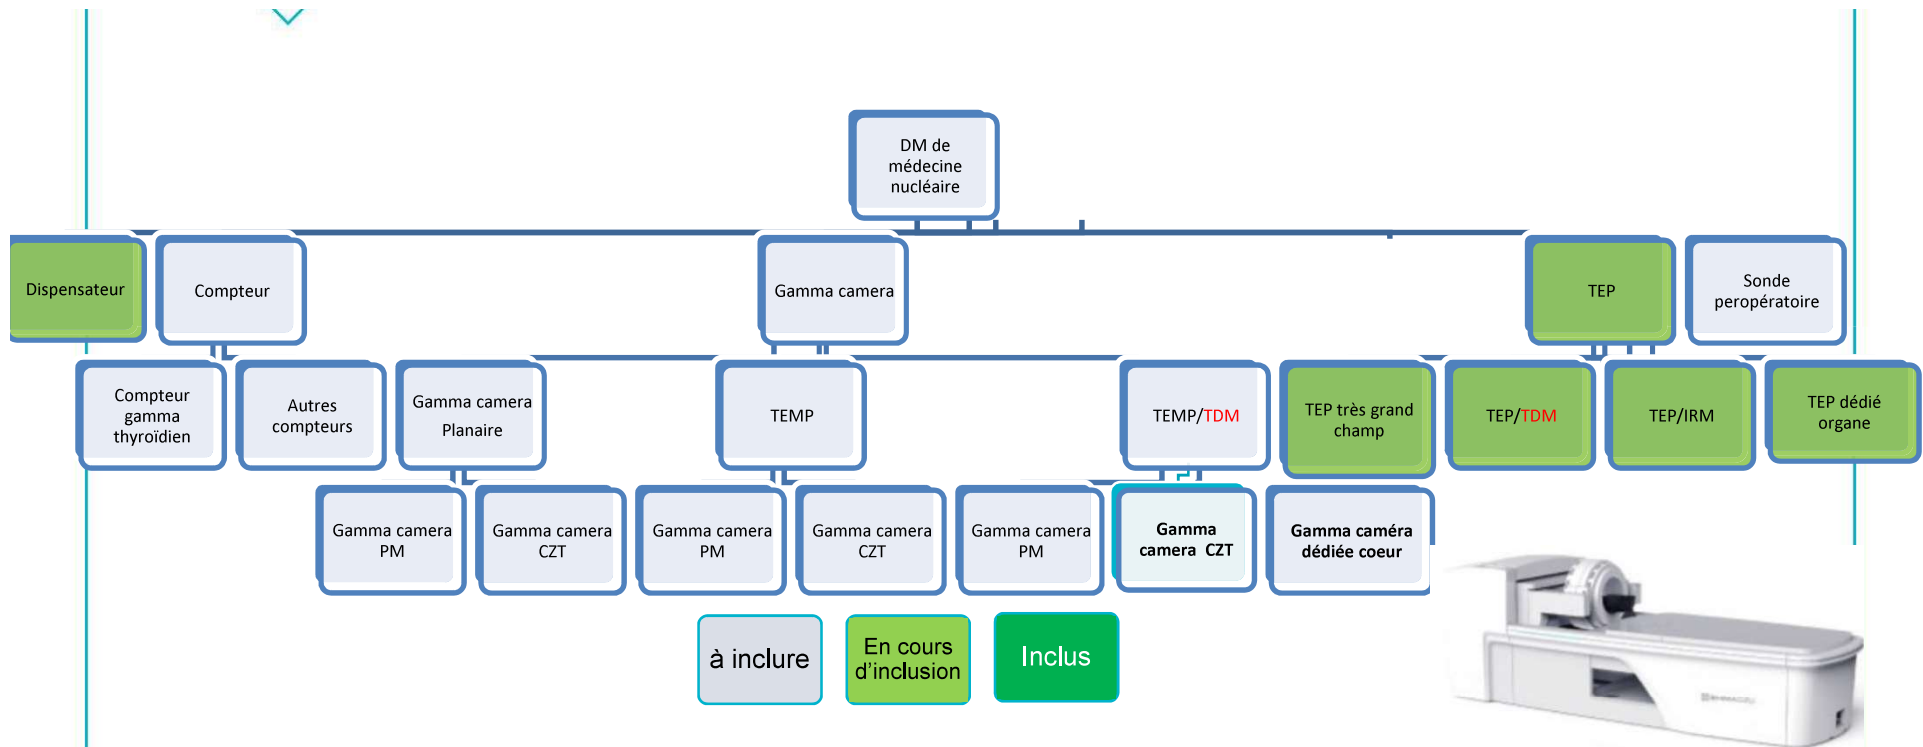 DM de
médecine
nucléaire
Dispensateur
Compteur
Gamma camera
TEP
Sonde
peropératoire
Compteur
gamma
thyroïdien
Autres
compteurs
Gamma camera
Planaire
TEMP
TEMP/TDM
TEP très grand
champ
TEP/TDM
TEP/IRM
TEP dédié
organe
Gamma camera
PM
Gamma camera
CZT
Gamma camera
PM
Gamma camera
CZT
Gamma camera
PM
Gamma
camera CZT
Gamma caméra
dédiée coeur
à inclure
En cours
d'inclusion
Inclus